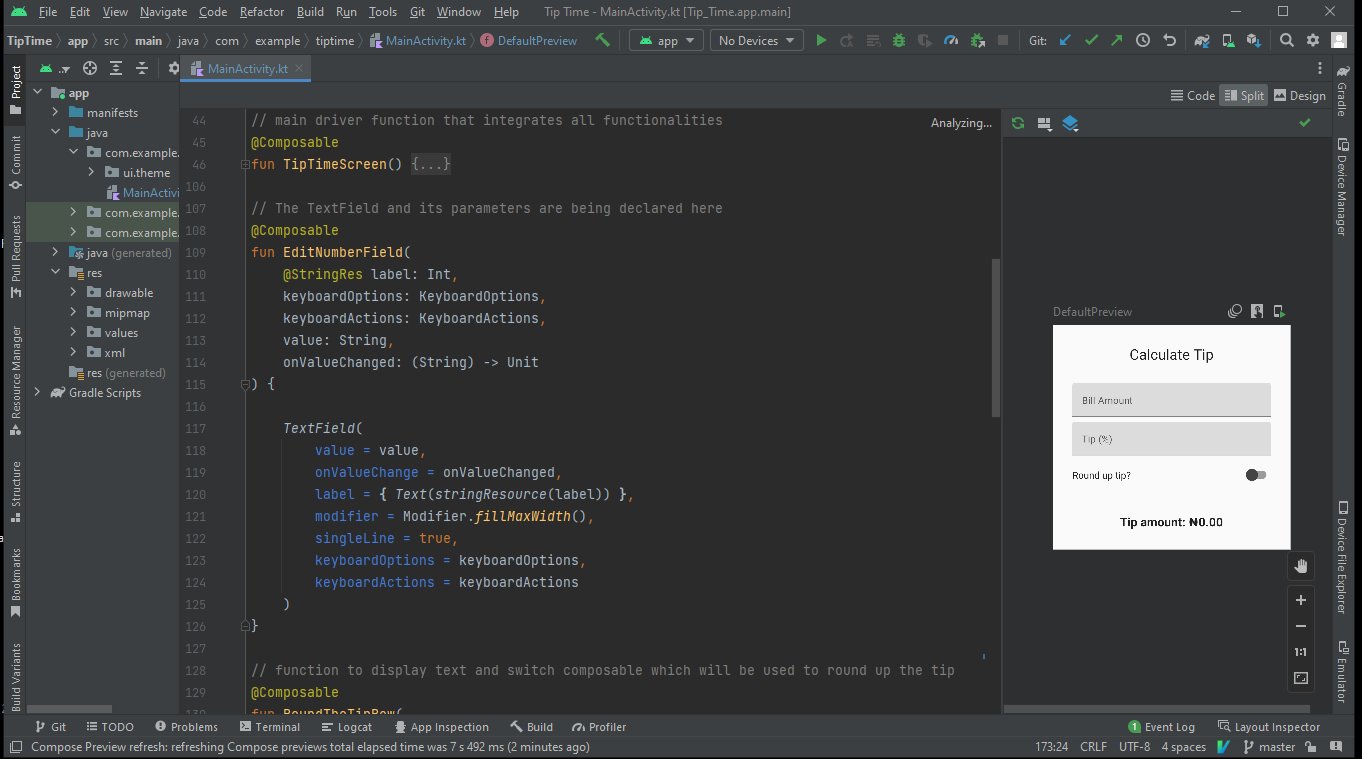 File Edit View Navigate Code Refactor Build Run Tools Git Window Help Tip Time - MainActivity.kt [Tip_Time.app.main]
TipTime app src main java com example tiptime MainActivity.kt DefaultPreview app No Devices Git:
MainActivity.kt
Code Split Design
Project
Commit
Pull Requests
Resource Manager
Structure
Bookmarks
Build Variants
app
manifests
java
com.example.
ui.theme
MainActivi
com.example.
com.example.
java (generated)
res
drawable
mipmap
values
xml
res (generated)
Gradle Scripts
Analyzing...
44 // main driver function that integrates all functionalities
45 @Composable
46 fun TipTimeScreen() {...}
106
107 // The TextField and its parameters are being declared here
108 @Composable
109 fun EditNumberField(
110 @StringRes label: Int,
111 keyboardOptions: KeyboardOptions,
112 keyboardActions: KeyboardActions,
113 value: String,
114 onValueChanged: (String) -> Unit
115 ) {
116
117 TextField(
118 value = value,
119 onValueChange = onValueChanged,
120 label = { Text(stringResource(label)) },
121 modifier = Modifier.fillMaxWidth(),
122 singleLine = true,
123 keyboardOptions = keyboardOptions,
124 keyboardActions = keyboardActions
125 )
126 }
127
128 // function to display text and switch composable which will be used to round up the tip
129 @Composable
130 fun RoundTheTipRow(
DefaultPreview
Calculate Tip
Bill Amount
Tip (%)
Round up tip?
Tip amount: ₦0.00
1:1
Gradle
Device Manager
Device File Explorer
Emulator
Git TODO Problems Terminal Logcat App Inspection Build Profiler 1 Event Log Layout Inspector
Compose Preview refresh: refreshing Compose previews total elapsed time was 7 s 492 ms (2 minutes ago) 173:24 CRLF UTF-8 4 spaces master